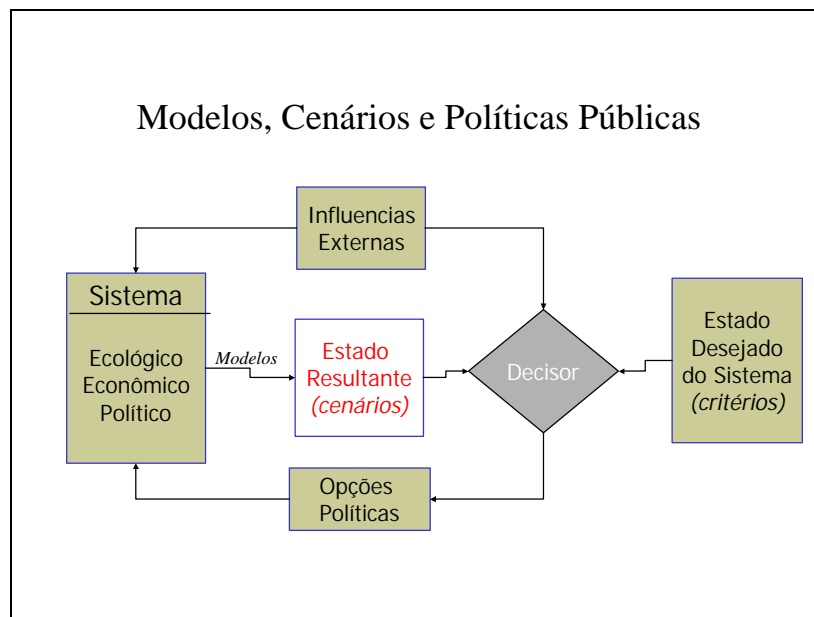 Modelos, Cenários e Políticas Públicas
Influencias
Externas
Sistema
Ecológico
Econômico
Político
Modelos
Estado
Resultante
(cenários)
Decisor
Estado
Desejado
do Sistema
(critérios)
Opções
Políticas